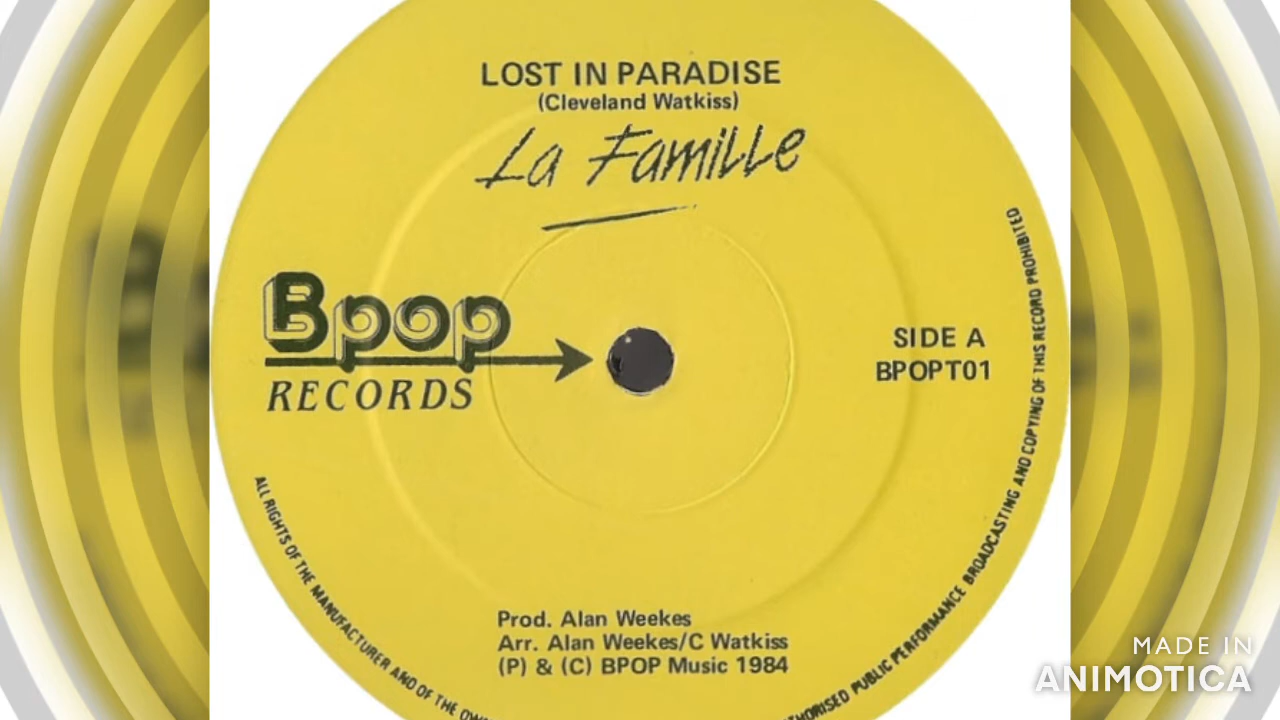 LOST IN PARADISE
(Cleveland Watkiss)
La Famille
Bpop
RECORDS
SIDE A
BPOPT01
Prod. Alan Weekes
Arr. Alan Weekes/C Watkiss
(P) & (C) BPOP Music 1984
ALL RIGHTS OF THE MANUFACTURER AND OF THE
PUBLIC PERFORMANCE BROADCASTING AND COPYING OF THIS RECORD PROHIBITED
MADE IN
ANIMOTICA